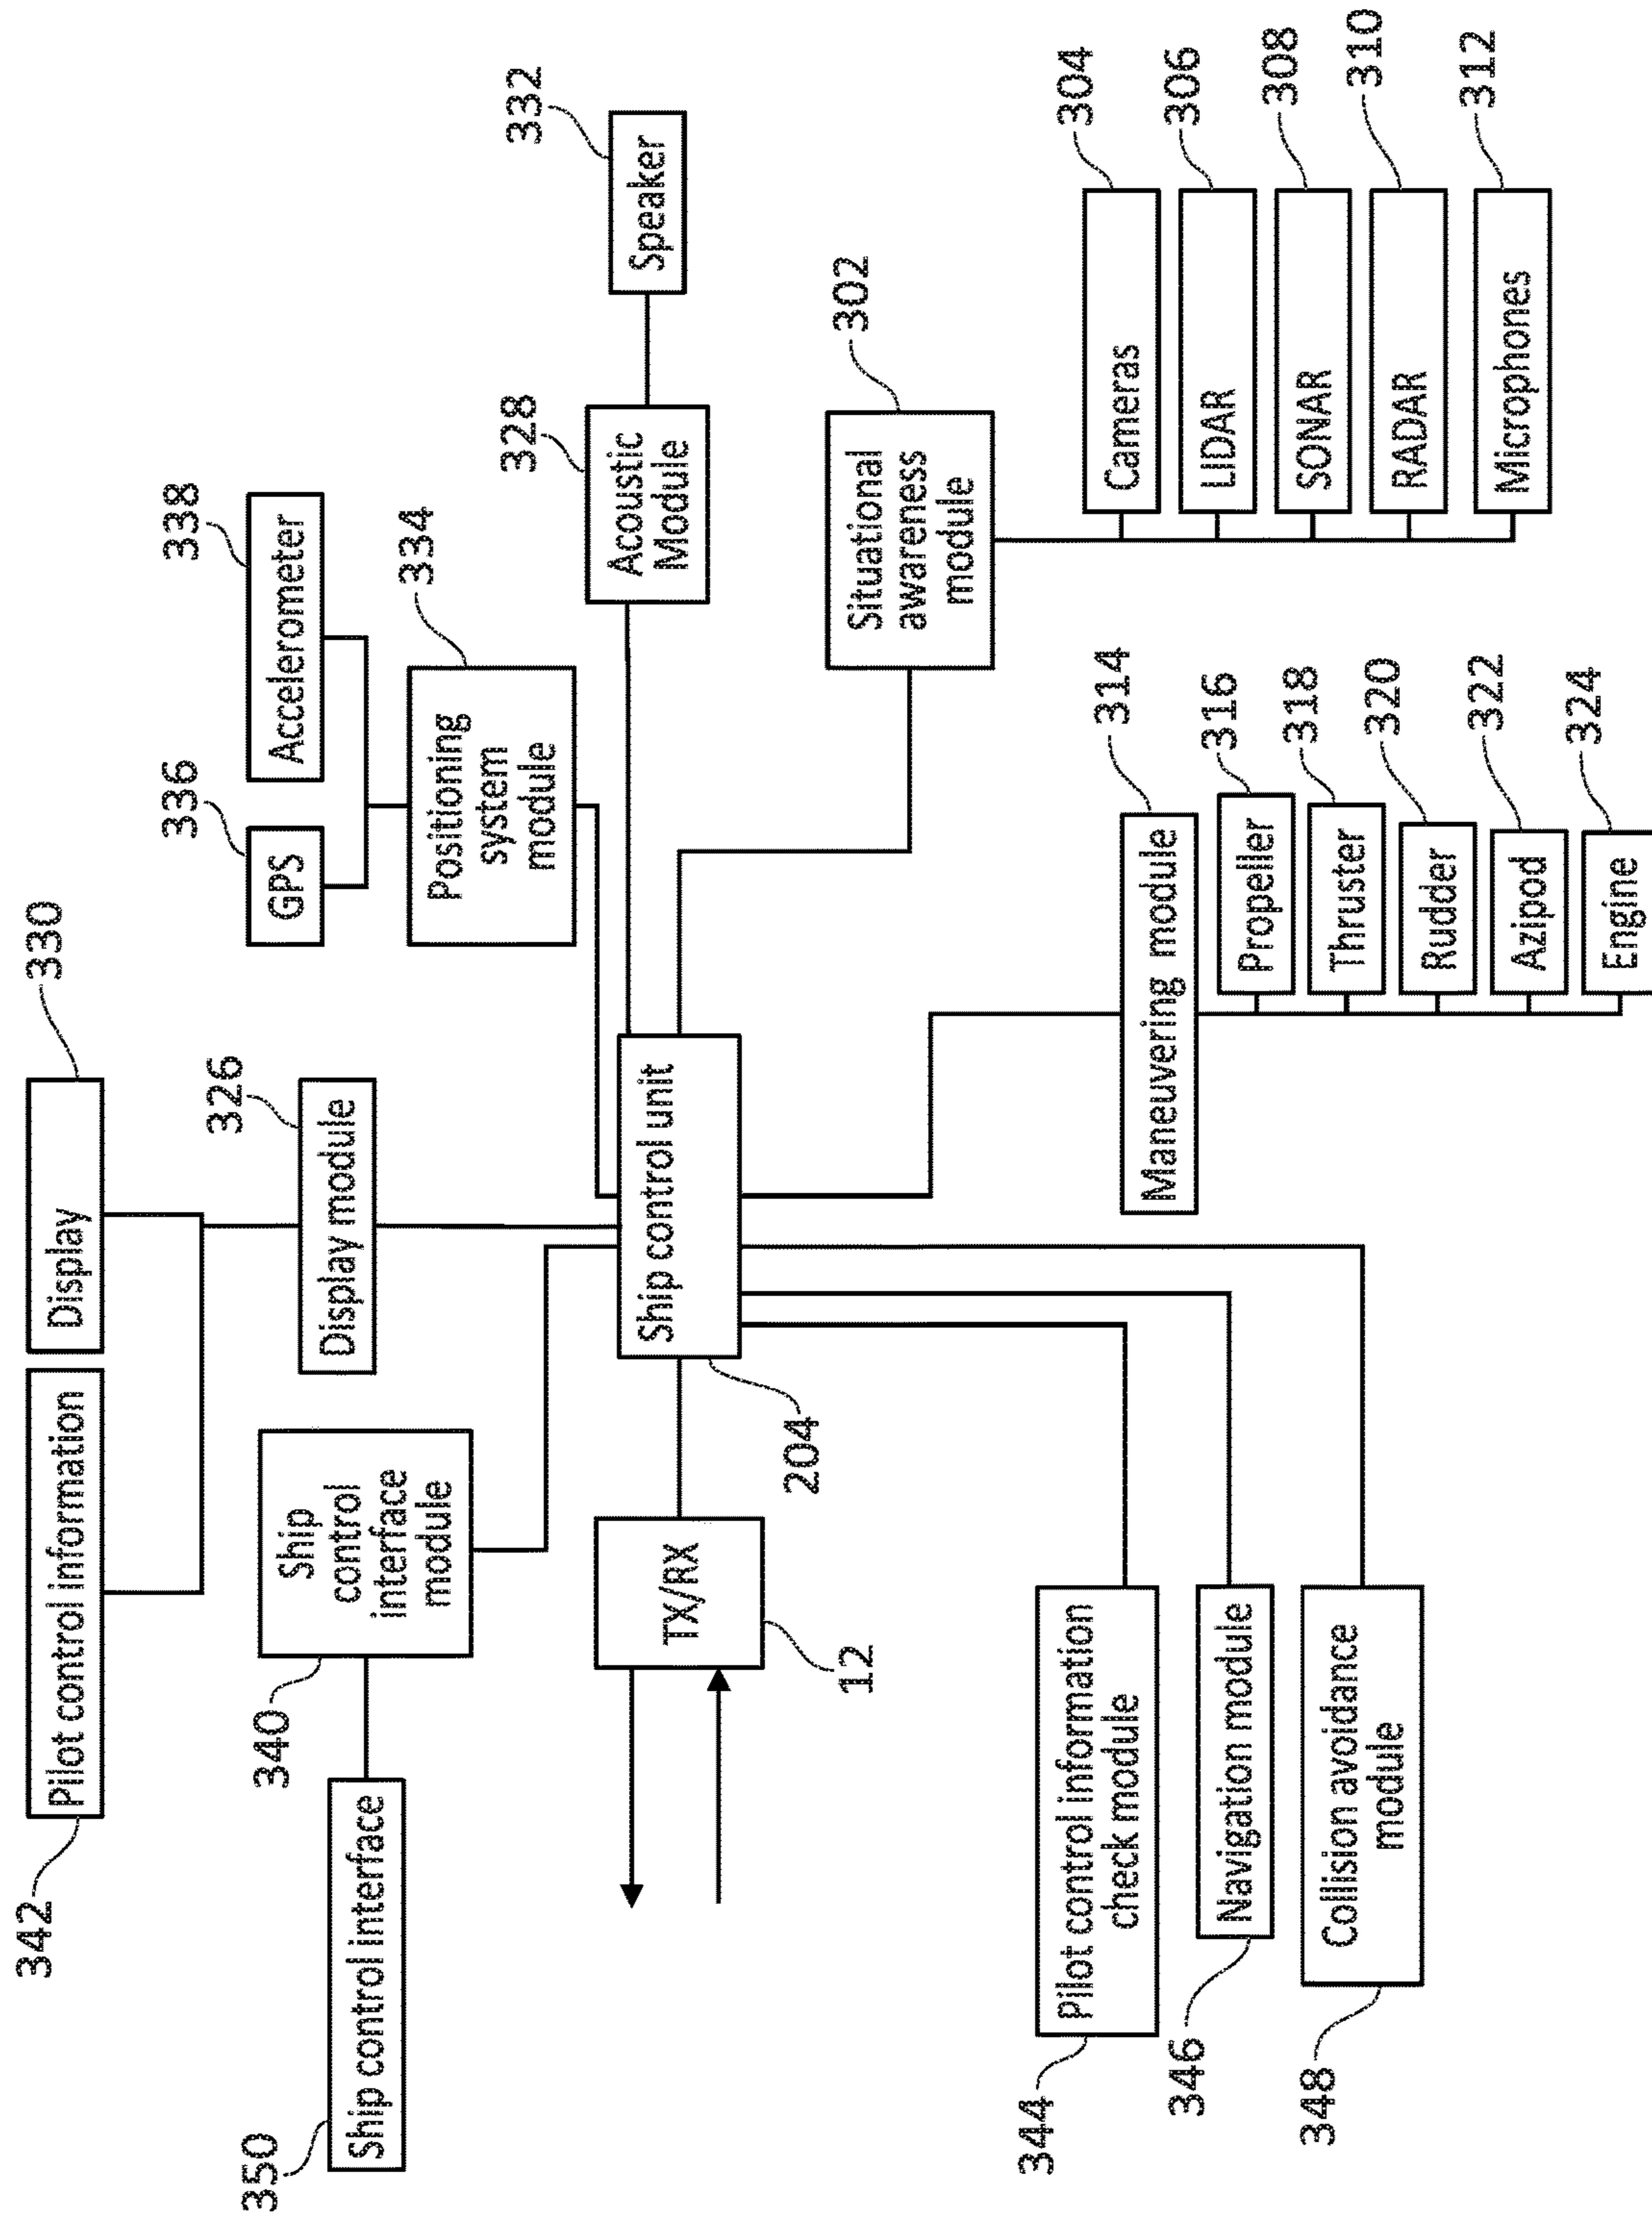 342
Pilot control information
Display
330
350
Ship control interface
340
Ship
control
interface
module
326
Display module
336
GPS
338
Accelerometer
334
Positioning
system
module
12
TX/RX
204
Ship control unit
328
Acoustic
Module
332
Speaker
302
Situational
awareness
module
344
Pilot control information
check module
346
Navigation module
348
Collision avoidance
module
314
Maneuvering module
316
Propeller
318
Thruster
320
Rudder
322
Azipod
324
Engine
304
Cameras
306
LIDAR
308
SONAR
310
RADAR
312
Microphones